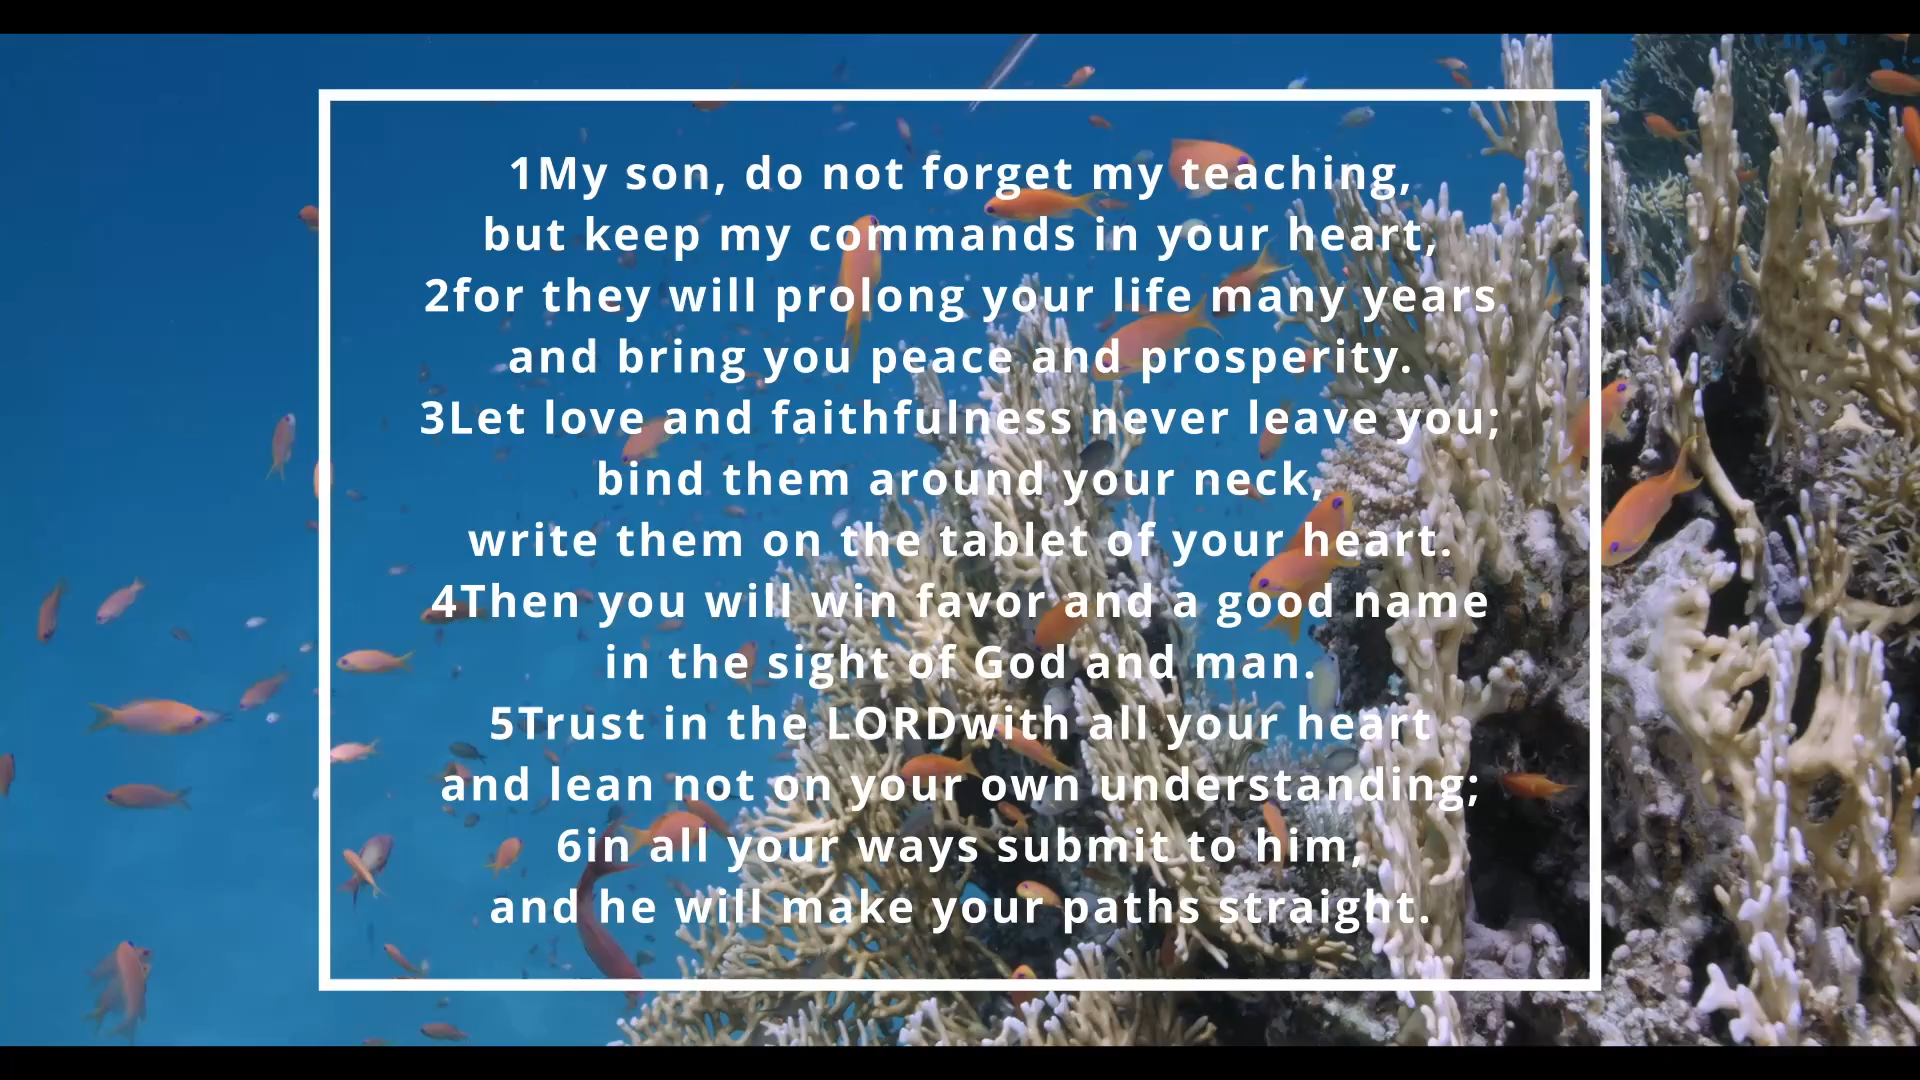 1My son, do not forget my teaching,
but keep my commands in your heart,
2for they will prolong your life many years
and bring you peace and prosperity.
3Let love and faithfulness never leave you;
bind them around your neck,
write them on the tablet of your heart.
4Then you will win favor and a good name
in the sight of God and man.
5Trust in the LORDwith all your heart
and lean not on your own understanding;
6in all your ways submit to him,
and he will make your paths straight.